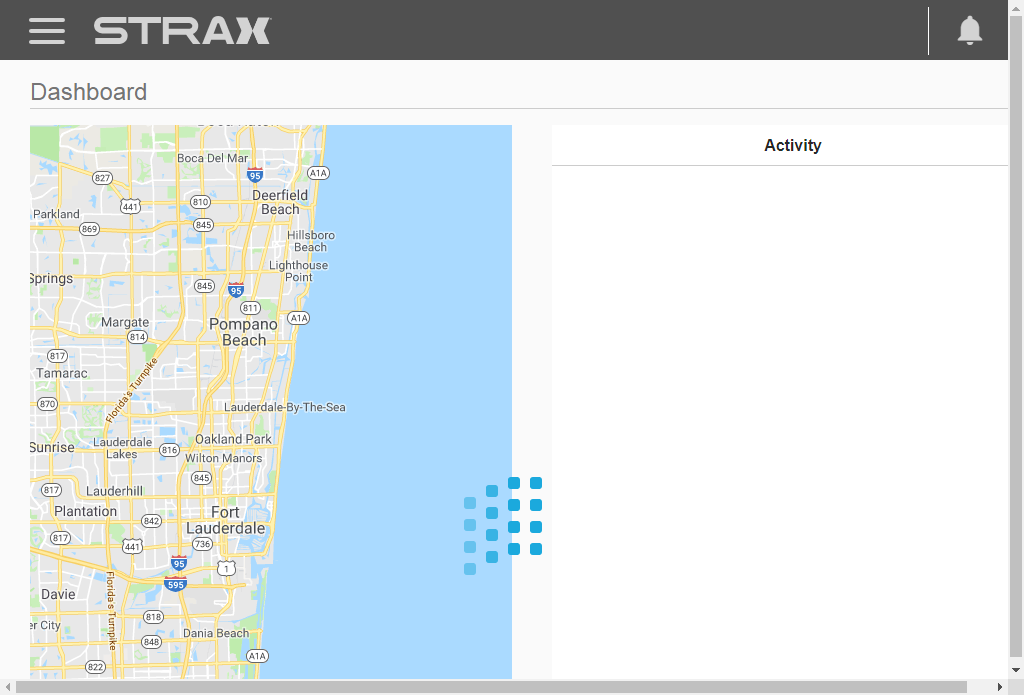 STRAX
Dashboard
Activity
Boca Del Mar
95
A1A
827
441
810
Deerfield
Beach
Parkland
869
845
Hillsboro
Beach
Lighthouse
Point
Springs
845
95
811
A1A
Margate
814
Pompano
Beach
817
Tamarac
Florida's Turnpike
870
Lauderdale-By-The-Sea
Sunrise
Lauderdale
Lakes
816
Oakland Park
Wilton Manors
845
817
Lauderhill
Plantation
842
Fort
Lauderdale
817
441
736
95
1
595
Davie
Florida's Turnpike
er City
818
848
Dania Beach
A1A
822